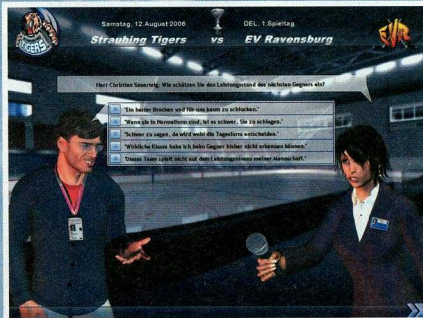 TIGERS
Samstag, 12.August 2006
DEL, 1.Spieltag
Straubing Tigers vs EV Ravensburg
EVR
Herr Christian Sauerteig: Wie schätzen Sie den Leistungsstand des nächsten Gegners ein?
"Ein harter Brocken und für uns kaum zu schlucken."
"Wenn sie in Normalform sind, ist es schwer, Sie zu schlagen."
"Schwer zu sagen, da wird wohl die Tagesform entscheiden."
"Wirkliche Klasse habe ich beim Gegner bisher nicht erkennen können."
"Dieses Team spielt nicht auf dem Leistungsniveau meiner Mannschaft."